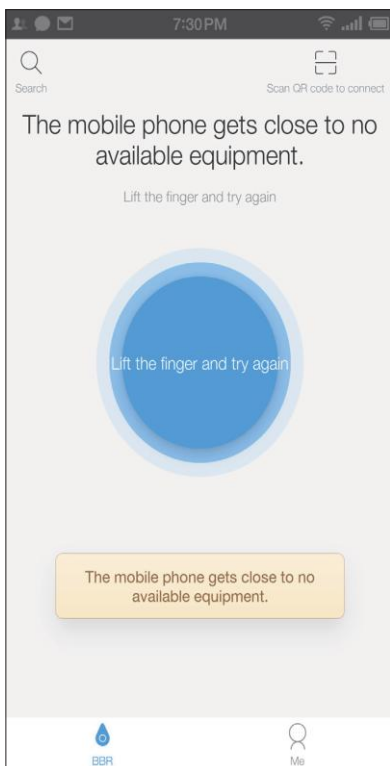 7:30PM
Search
Scan QR code to connect
The mobile phone gets close to no
available equipment.
Lift the finger and try again
Lift the finger and try again
The mobile phone gets close to no
available equipment.
BBR
Me